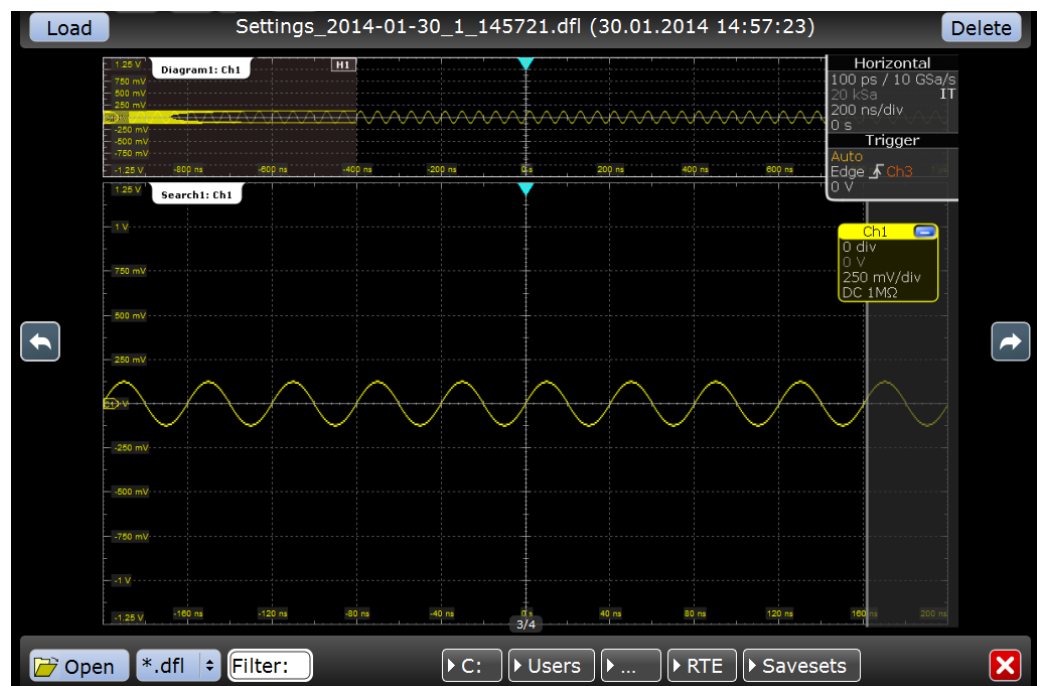 Load
Settings_2014-01-30_1_145721.dfl (30.01.2014 14:57:23)
Delete
1.25 V
Diagram1: Ch1
H1
750 mV
500 mV
250 mV
-250 mV
-500 mV
-750 mV
-1.25 V
-800 ns -600 ns -400 ns -200 ns 0 s 200 ns 400 ns 600 ns
Horizontal
100 ps / 10 GSa/s
20 kSa IT
200 ns/div
0 s
Trigger
Auto
Edge Ch3
0 V
1.25 V
Search1: Ch1
1 V
750 mV
500 mV
250 mV
-250 mV
-500 mV
-750 mV
-1 V
-1.25 V
-160 ns -120 ns -80 ns -40 ns 0 s 40 ns 80 ns 120 ns 160 ns 200 ns
Ch1
0 div
0 V
250 mV/div
DC 1MΩ
3/4
Open
*.dfl
Filter:
C:
Users
...
RTE
Savesets